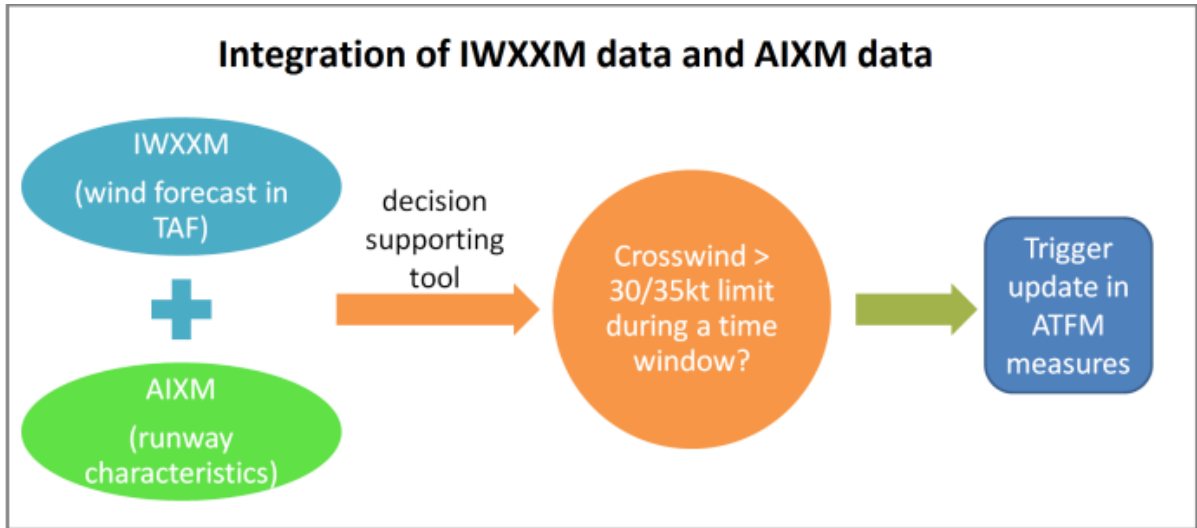 Integration of IWXXM data and AIXM data
IWXXM
(wind forecast in
TAF)
AIXM
(runway
characteristics)
decision
supporting
tool
Crosswind >
30/35kt limit
during a time
window?
Trigger
update in
ATFM
measures